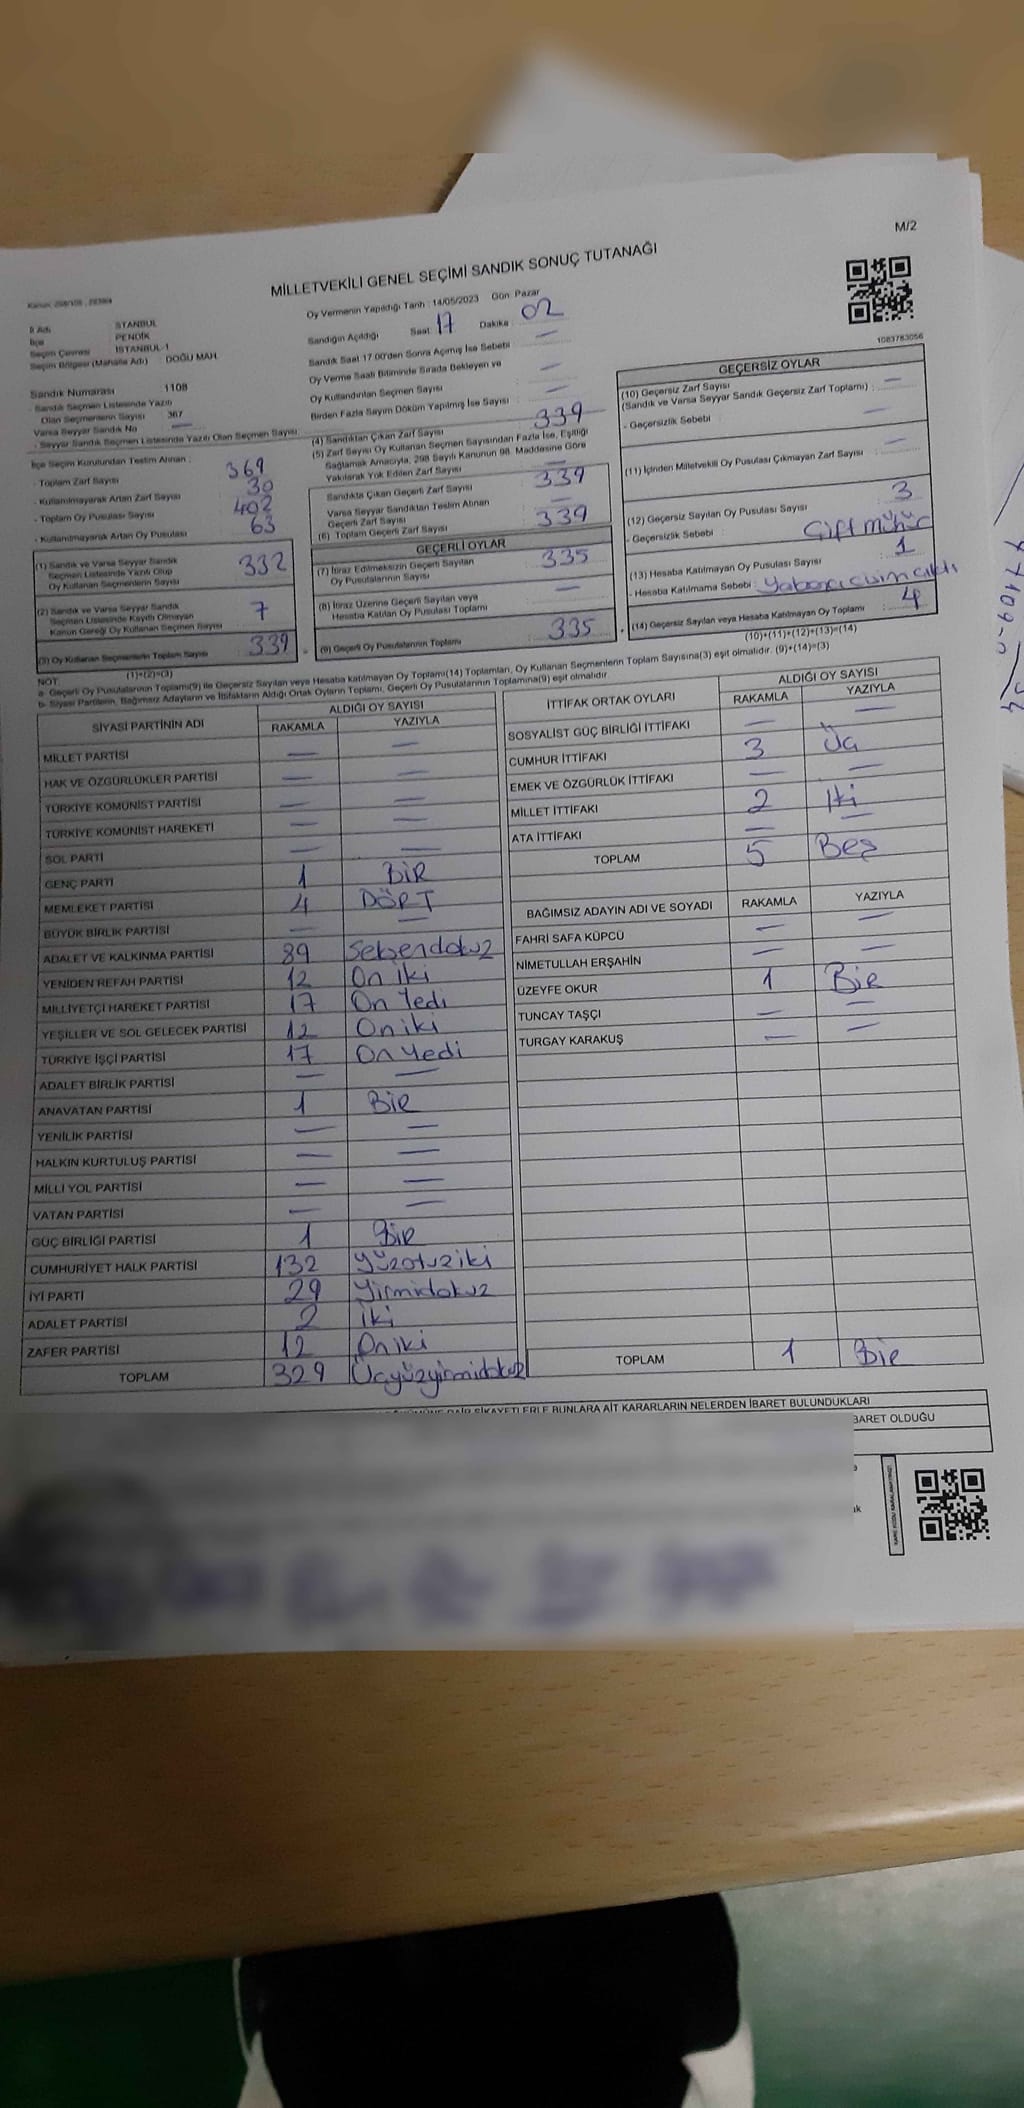 M/2
MİLLETVEKİLİ GENEL SEÇİMİ SANDIK SONUÇ TUTANAĞI
İl Adı İSTANBUL
İlçe PENDİK
Seçim Çevresi İSTANBUL-1
Seçim Bölgesi (Mahalle Adı) DOĞU MAH.
Sandık Numarası 1108
- Sandık Seçmen Listesinde Yazılı
Olan Seçmenlerin Sayısı 367
Varsa Seyyar Sandık No —
- Seyyar Sandık Seçmen Listesinde Yazılı Olan Seçmen Sayısı:
İlçe Seçim Kurulundan Teslim Alınan :
- Toplam Zarf Sayısı 369
- Kullanılmayarak Artan Zarf Sayısı 30
- Toplam Oy Pusulası Sayısı 402
- Kullanılmayarak Artan Oy Pusulası 63
(1) Sandık ve Varsa Seyyar Sandık
Seçmen Listesinde Yazılı Olup
Oy Kullanan Seçmenlerin Sayısı 332
(2) Sandık ve Varsa Seyyar Sandık
Seçmen Listesinde Kayıtlı Olmayan
Kanun Gereği Oy Kullanan Seçmen Sayısı 7
(3) Oy Kullanan Seçmenlerin Toplam Sayısı 339
(1)+(2)=(3)
Oy Vermenin Yapıldığı Tarih : 14/05/2023 Gün: Pazar
Sandığın Açıldığı Saat: 17 Dakika : 02
Sandık Saat 17.00'den Sonra Açılmış İse Sebebi : —
Oy Verme Saati Bitiminde Sırada Bekleyen ve
Oy Kullandırılan Seçmen Sayısı : —
Birden Fazla Sayım Döküm Yapılmış İse Sayısı : —
(4) Sandıktan Çıkan Zarf Sayısı 339
(5) Zarf Sayısı Oy Kullanan Seçmen Sayısından Fazla İse, Eşitliği
Sağlamak Amacıyla, 298 Sayılı Kanunun 98. Maddesine Göre
Yakılarak Yok Edilen Zarf Sayısı —
Sandıkta Çıkan Geçerli Zarf Sayısı 339
Varsa Seyyar Sandıktan Teslim Alınan
Geçerli Zarf Sayısı —
(6) Toplam Geçerli Zarf Sayısı : 339
GEÇERLİ OYLAR
(7) İtiraz Edilmeksizin Geçerli Sayılan
Oy Pusulalarının Sayısı 335
(8) İtiraz Üzerine Geçerli Sayılan veya
Hesaba Katılan Oy Pusulası Toplamı —
(9) Geçerli Oy Pusulalarının Toplamı 335
1083783056
GEÇERSİZ OYLAR
(10) Geçersiz Zarf Sayısı
(Sandık ve Varsa Seyyar Sandık Geçersiz Zarf Toplamı) : —
- Geçersizlik Sebebi : —
(11) İçinden Milletvekili Oy Pusulası Çıkmayan Zarf Sayısı —
(12) Geçersiz Sayılan Oy Pusulası Sayısı 3
- Geçersizlik Sebebi : Çift mühür
(13) Hesaba Katılmayan Oy Pusulası Sayısı 1
- Hesaba Katılmama Sebebi : Yabancı cisim çıktı
(14) Geçersiz Sayılan veya Hesaba Katılmayan Oy Toplamı : 4
(10)+(11)+(12)+(13)=(14)
NOT:
a- Geçerli Oy Pusulalarının Toplamı(9) ile Geçersiz Sayılan veya Hesaba katılmayan Oy Toplamı(14) Toplamları, Oy Kullanan Seçmenlerin Toplam Sayısına(3) eşit olmalıdır. (9)+(14)=(3)
b- Siyasi Partilerin, Bağımsız Adayların ve İttifakların Aldığı Ortak Oyların Toplamı, Geçerli Oy Pusulalarının Toplamına(9) eşit olmalıdır
SİYASİ PARTİNİN ADI ALDIĞI OY SAYISI
RAKAMLA YAZIYLA
MİLLET PARTİSİ — —
HAK VE ÖZGÜRLÜKLER PARTİSİ — —
TÜRKİYE KOMÜNİST PARTİSİ — —
TÜRKİYE KOMÜNİST HAREKETİ — —
SOL PARTİ — —
GENÇ PARTİ 1 BİR
MEMLEKET PARTİSİ 4 DÖRT
BÜYÜK BİRLİK PARTİSİ — —
ADALET VE KALKINMA PARTİSİ 89 Seksendokuz
YENİDEN REFAH PARTİSİ 12 On iki
MİLLİYETÇİ HAREKET PARTİSİ 17 On Yedi
YEŞİLLER VE SOL GELECEK PARTİSİ 12 On iki
TÜRKİYE İŞÇİ PARTİSİ 17 On Yedi
ADALET BİRLİK PARTİSİ — —
ANAVATAN PARTİSİ 1 Bir
YENİLİK PARTİSİ — —
HALKIN KURTULUŞ PARTİSİ — —
MİLLİ YOL PARTİSİ — —
VATAN PARTİSİ — —
GÜÇ BİRLİĞİ PARTİSİ 1 Bir
CUMHURİYET HALK PARTİSİ 132 Yüzotuziki
İYİ PARTİ 29 Yirmidokuz
ADALET PARTİSİ 2 iki
ZAFER PARTİSİ 12 Oniki
TOPLAM 329 Üçyüzyirmidokuz
İTTİFAK ORTAK OYLARI ALDIĞI OY SAYISI
RAKAMLA YAZIYLA
SOSYALİST GÜÇ BİRLİĞİ İTTİFAKI — —
CUMHUR İTTİFAKI 3 Üç
EMEK VE ÖZGÜRLÜK İTTİFAKI — —
MİLLET İTTİFAKI 2 İki
ATA İTTİFAKI — —
TOPLAM 5 Beş
BAĞIMSIZ ADAYIN ADI VE SOYADI RAKAMLA YAZIYLA
FAHRİ SAFA KÜPCÜ — —
NİMETULLAH ERŞAHİN — —
ÜZEYFE OKUR 1 Bir
TUNCAY TAŞÇI — —
TURGAY KARAKUŞ — —
TOPLAM 1 Bir
DAİR ŞİKAYETLERLE BUNLARA AİT KARARLARIN NELERDEN İBARET BULUNDUKLARI
BARET OLDUĞU